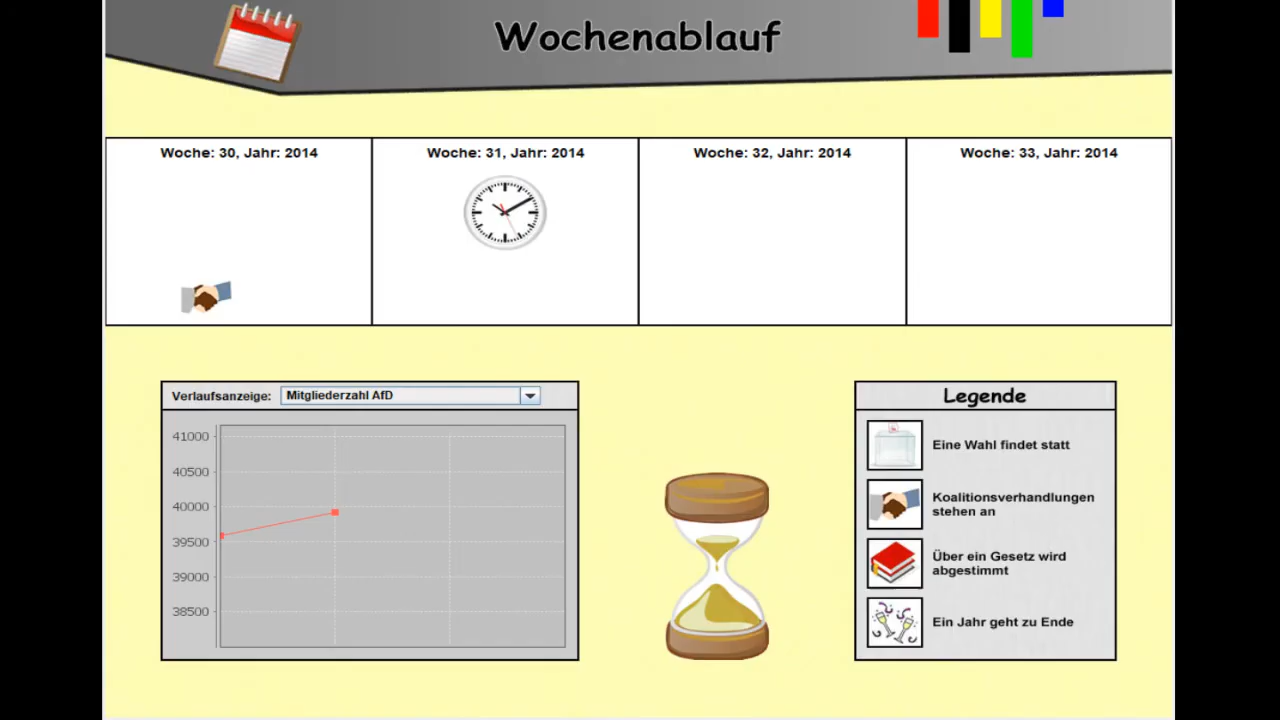 Wochenablauf
Woche: 30, Jahr: 2014
Woche: 31, Jahr: 2014
Woche: 32, Jahr: 2014
Woche: 33, Jahr: 2014
Verlaufsanzeige: Mitgliederzahl AfD
41000
40500
40000
39500
39000
38500
Legende
Eine Wahl findet statt
Koalitionsverhandlungen
stehen an
Über ein Gesetz wird
abgestimmt
Ein Jahr geht zu Ende